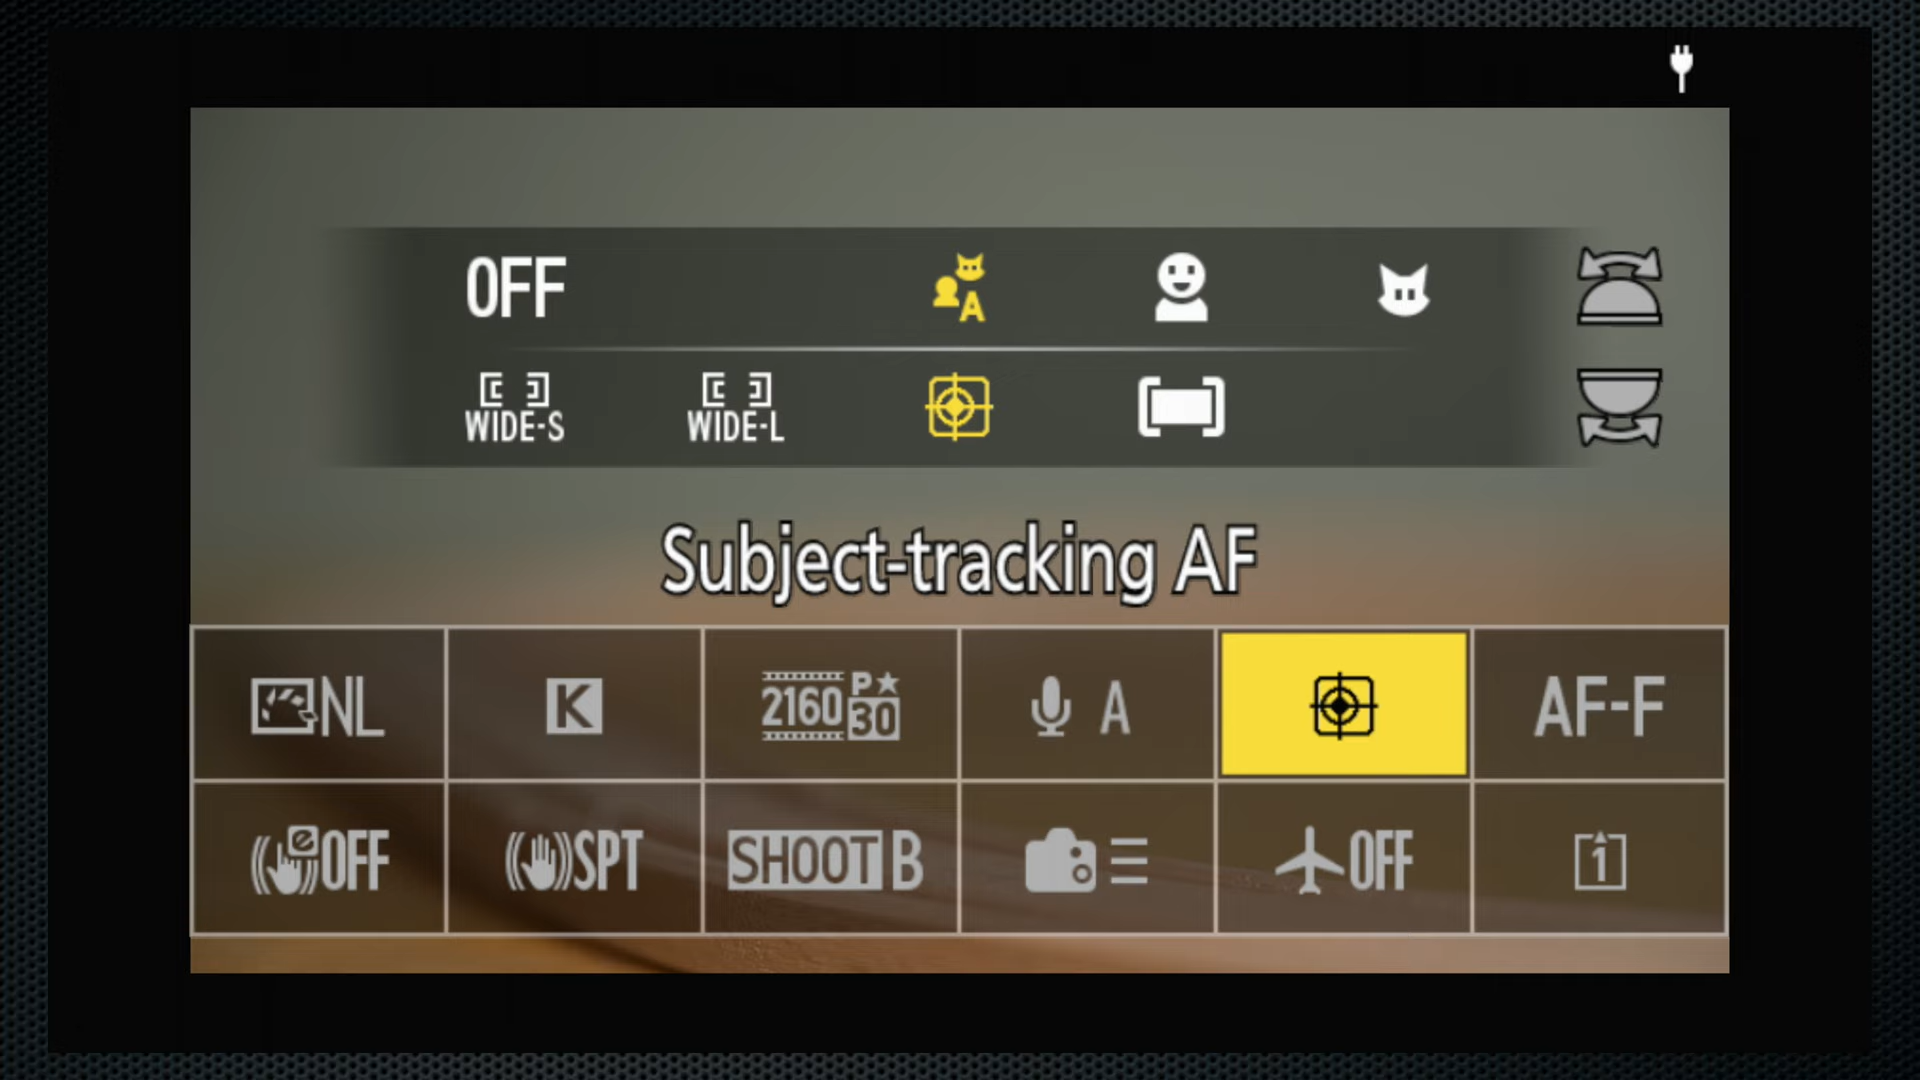 OFF A
WIDE-S WIDE-L
Subject-tracking AF
NL K 2160 P★ 30 A AF-F
e OFF SPT SHOOT B OFF 1